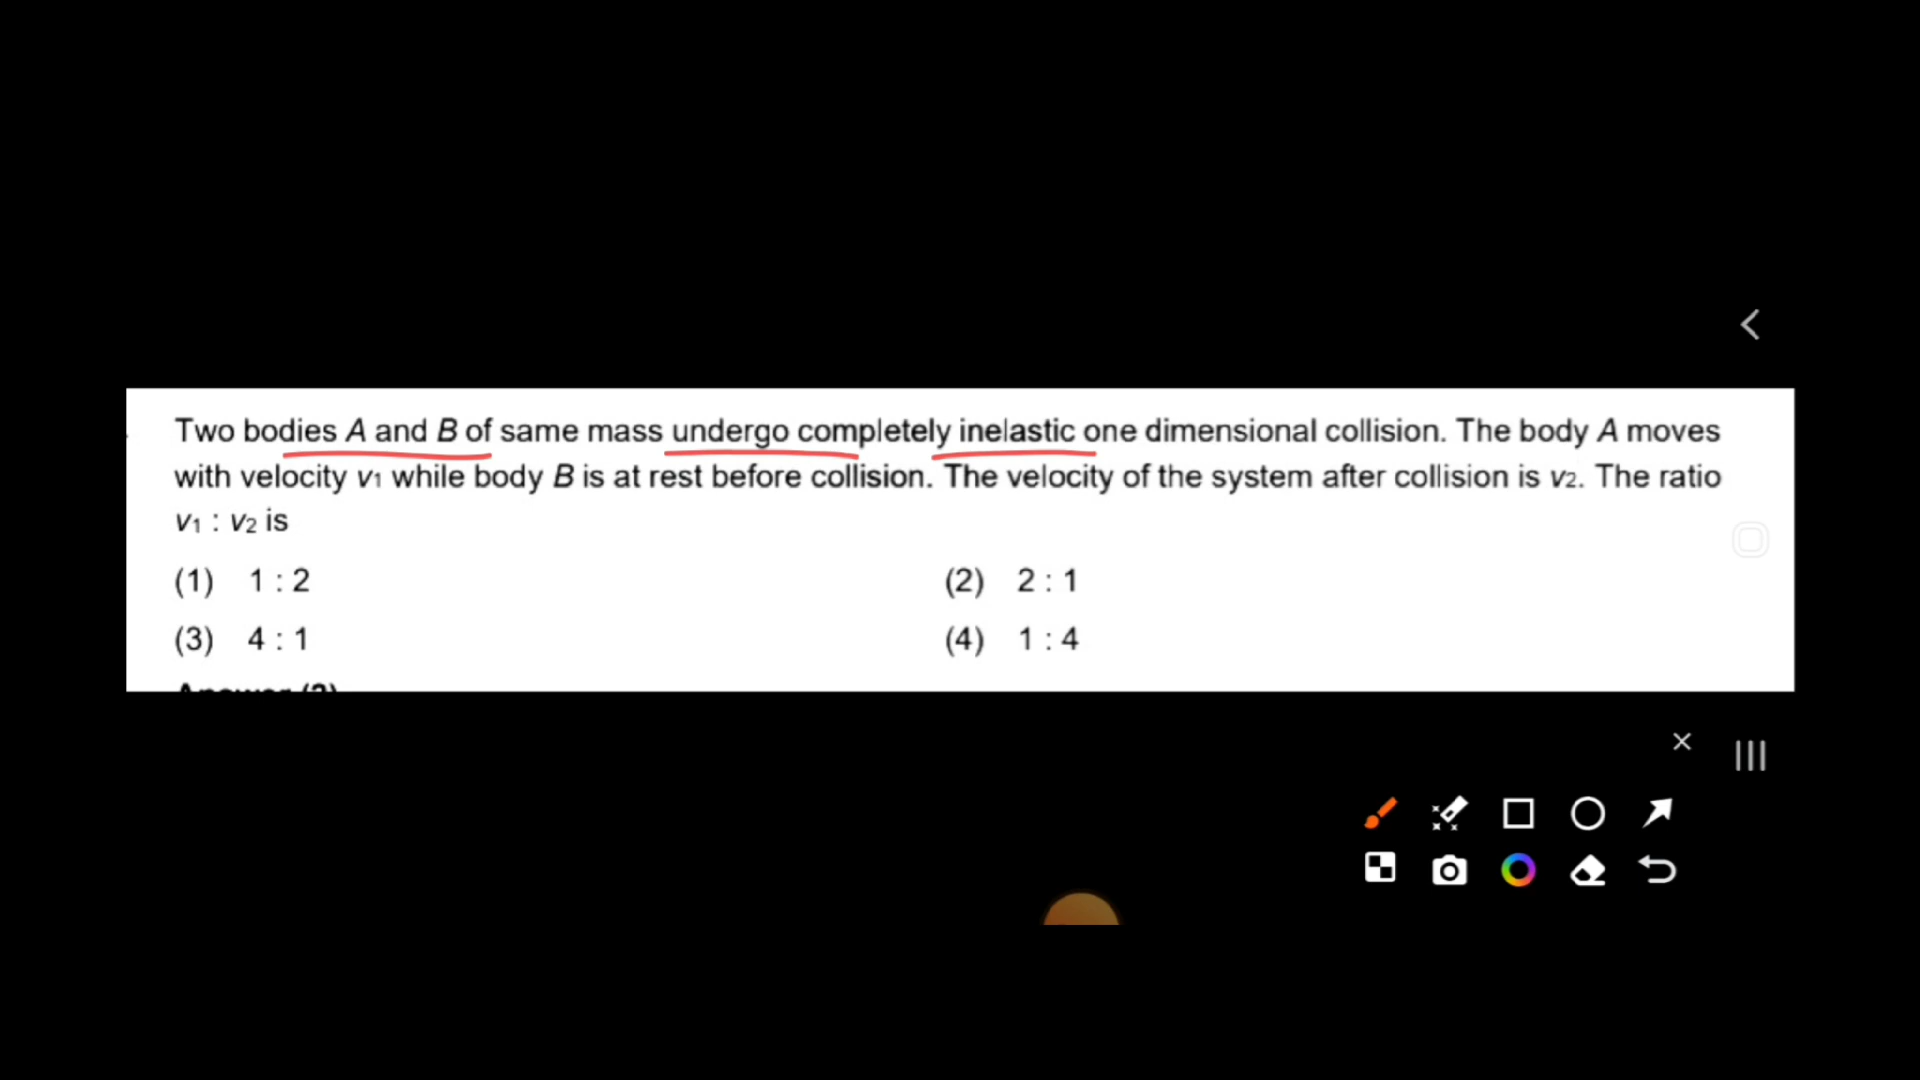 Two bodies A and B of same mass undergo completely inelastic one dimensional collision. The body A moves
with velocity v₁ while body B is at rest before collision. The velocity of the system after collision is v₂. The ratio
v₁ : v₂ is
(1) 1 : 2 (2) 2 : 1
(3) 4 : 1 (4) 1 : 4